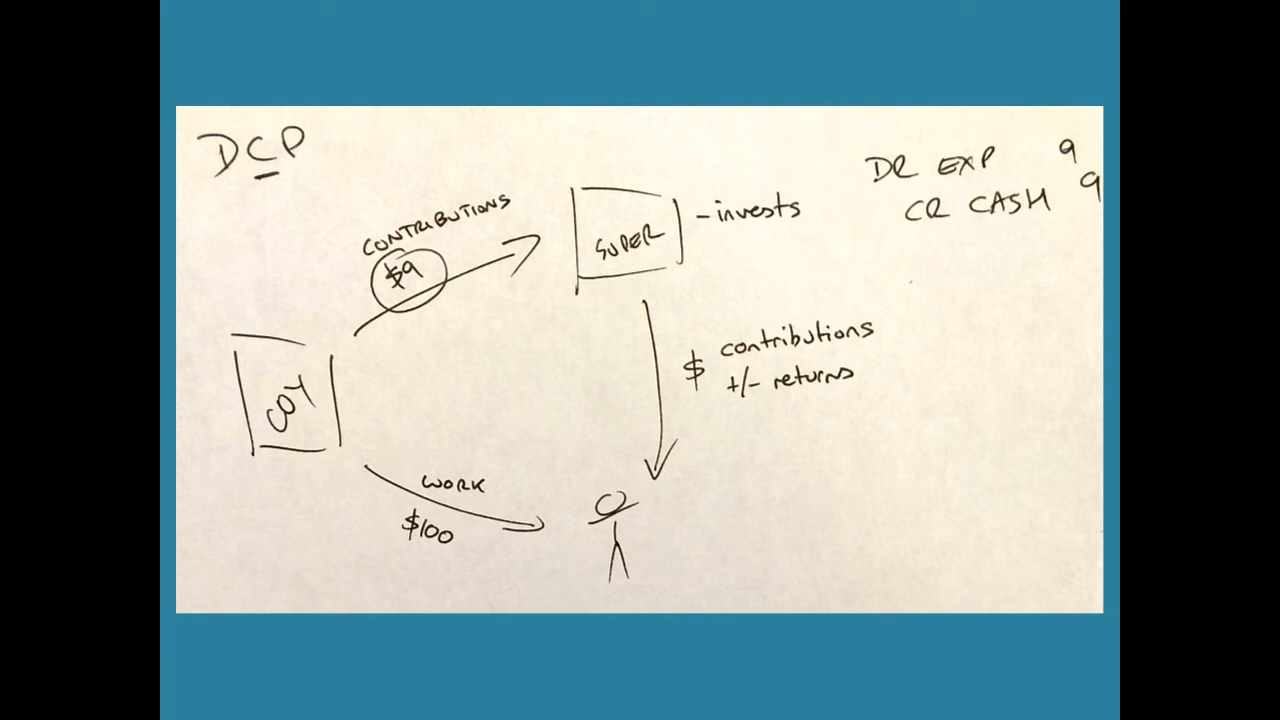 DCP
CONTRIBUTIONS
$9
SUPER
- invests
DR EXP 9
CR CASH 9
COY
$ contributions
+/- returns
WORK
$100